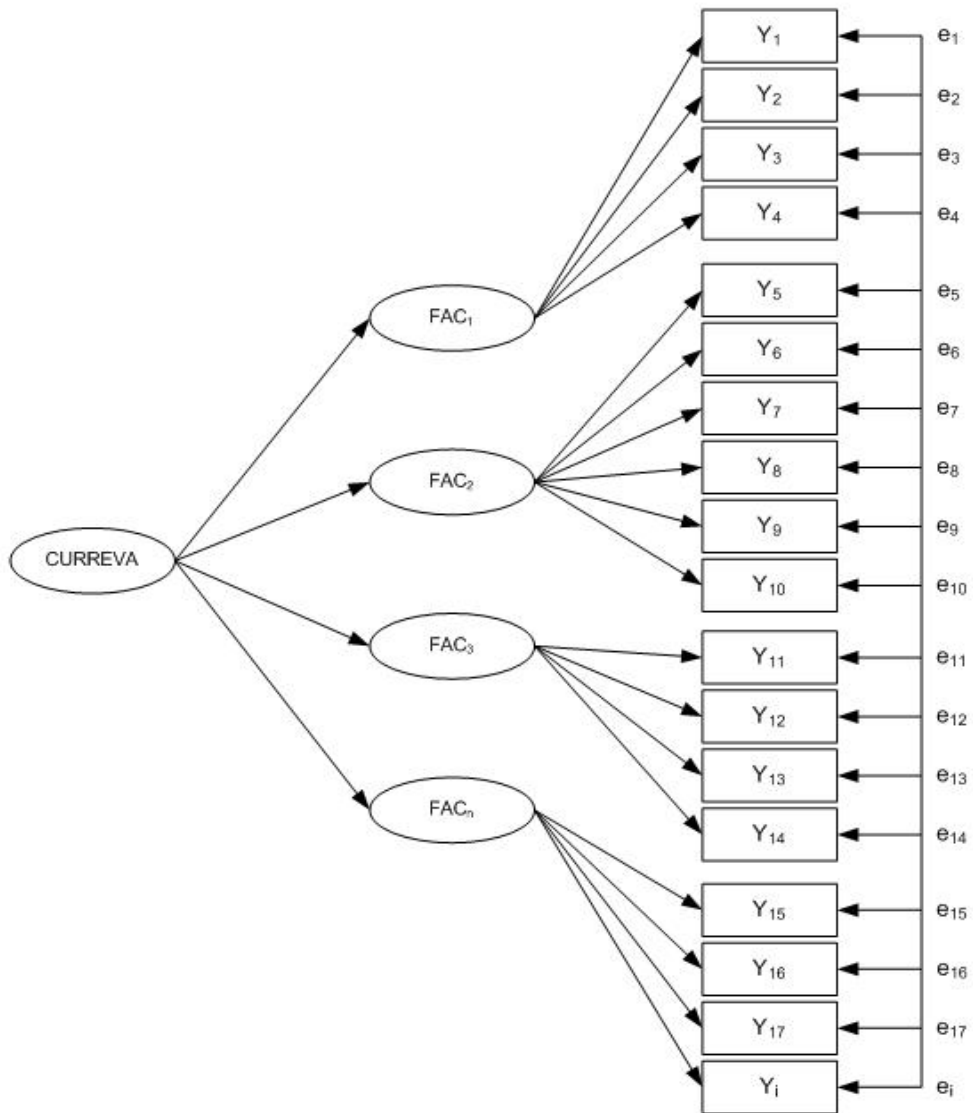 Y₁ e₁
Y₂ e₂
Y₃ e₃
Y₄ e₄
Y₅ e₅
FAC₁
Y₆ e₆
Y₇ e₇
Y₈ e₈
FAC₂
Y₉ e₉
CURREVA
Y₁₀ e₁₀
FAC₃
Y₁₁ e₁₁
Y₁₂ e₁₂
Y₁₃ e₁₃
FACₙ
Y₁₄ e₁₄
Y₁₅ e₁₅
Y₁₆ e₁₆
Y₁₇ e₁₇
Yᵢ eᵢ